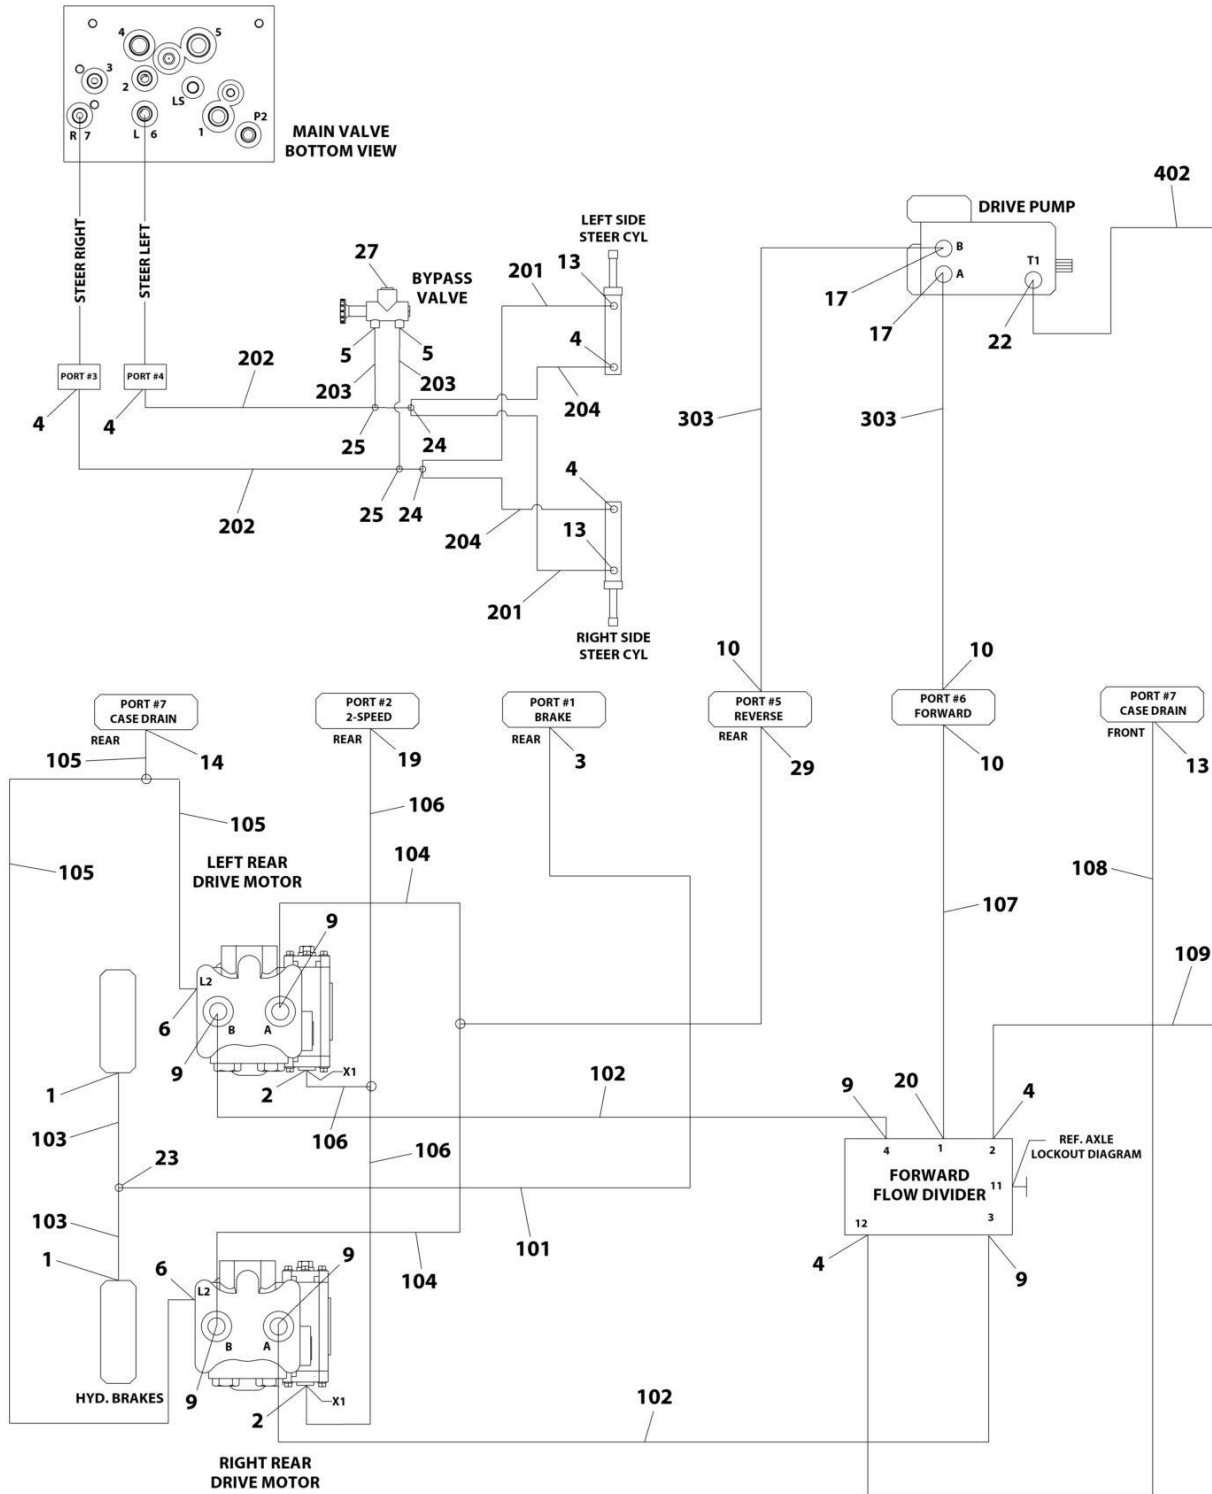 4
5
3
2
LS
1
P2
R 7
L 6
MAIN VALVE
BOTTOM VIEW
STEER RIGHT
STEER LEFT
PORT #3
PORT #4
4
4
202
202
27
BYPASS
VALVE
5
5
203
203
25
24
25
24
LEFT SIDE
STEER CYL
201
13
4
204
4
204
13
201
RIGHT SIDE
STEER CYL
402
DRIVE PUMP
B
A
T1
17
17
22
303
303
10
10
PORT #7
CASE DRAIN
REAR
105
14
PORT #2
2-SPEED
REAR
19
PORT #1
BRAKE
REAR
3
PORT #5
REVERSE
REAR
29
PORT #6
FORWARD
10
PORT #7
CASE DRAIN
FRONT
13
105
105
106
104
108
107
109
LEFT REAR
DRIVE MOTOR
9
L2
6
B
A
9
2
X1
106
106
102
1
103
23
103
1
101
9
20
4
4
1
2
REF. AXLE
LOCKOUT DIAGRAM
FORWARD
FLOW DIVIDER
11
12
3
4
9
6
L2
9
104
B
A
HYD. BRAKES
9
2
X1
102
RIGHT REAR
DRIVE MOTOR